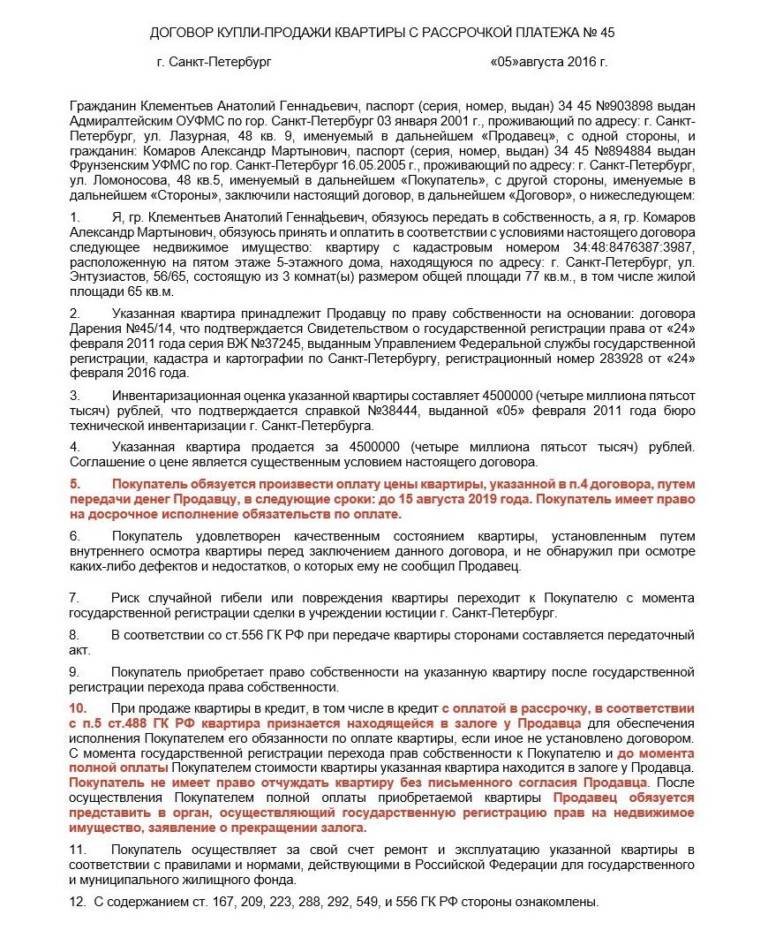 ДОГОВОР КУПЛИ-ПРОДАЖИ КВАРТИРЫ С РАССРОЧКОЙ ПЛАТЕЖА № 45
г. Санкт-Петербург «05»августа 2016 г.
Гражданин Клементьев Анатолий Геннадьевич, паспорт (серия, номер, выдан) 34 45 №903898 выдан
Адмиралтейским ОУФМС по гор. Санкт-Петербург 03 января 2001 г., проживающий по адресу: г. Санкт-
Петербург, ул. Лазурная, 48 кв. 9, именуемый в дальнейшем «Продавец», с одной стороны, и
гражданин: Комаров Александр Мартынович, паспорт (серия, номер, выдан) 34 45 №894884 выдан
Фрунзенским УФМС по гор. Санкт-Петербург 16.05.2005 г., проживающий по адресу: г. Санкт-Петербург,
ул. Ломоносова, 48 кв.5, именуемый в дальнейшем «Покупатель», с другой стороны, именуемые в
дальнейшем «Стороны», заключили настоящий договор, в дальнейшем «Договор», о нижеследующем:
1. Я, гр. Клементьев Анатолий Геннадьевич, обязуюсь передать в собственность, а я, гр. Комаров
Александр Мартынович, обязуюсь принять и оплатить в соответствии с условиями настоящего договора
следующее недвижимое имущество: квартиру с кадастровым номером 34:48:8476387:3987,
расположенную на пятом этаже 5-этажного дома, находящуюся по адресу: г. Санкт-Петербург, ул.
Энтузиастов, 56/65, состоящую из 3 комнат(ы) размером общей площади 77 кв.м., в том числе жилой
площади 65 кв.м.
2. Указанная квартира принадлежит Продавцу по праву собственности на основании: договора
Дарения №45/14, что подтверждается Свидетельством о государственной регистрации права от «24»
февраля 2011 года серия ВЖ №37245, выданным Управлением Федеральной службы государственной
регистрации, кадастра и картографии по Санкт-Петербургу, регистрационный номер 283928 от «24»
февраля 2016 года.
3. Инвентаризационная оценка указанной квартиры составляет 4500000 (четыре миллиона пятьсот
тысяч) рублей, что подтверждается справкой №38444, выданной «05» февраля 2011 года бюро
технической инвентаризации г. Санкт-Петербурга.
4. Указанная квартира продается за 4500000 (четыре миллиона пятьсот тысяч) рублей.
Соглашение о цене является существенным условием настоящего договора.
5. Покупатель обязуется произвести оплату цены квартиры, указанной в п.4 договора, путем
передачи денег Продавцу, в следующие сроки: до 15 августа 2019 года. Покупатель имеет право
на досрочное исполнение обязательств по оплате.
6. Покупатель удовлетворен качественным состоянием квартиры, установленным путем
внутреннего осмотра квартиры перед заключением данного договора, и не обнаружил при осмотре
каких-либо дефектов и недостатков, о которых ему не сообщил Продавец.
7. Риск случайной гибели или повреждения квартиры переходит к Покупателю с момента
государственной регистрации сделки в учреждении юстиции г. Санкт-Петербург.
8. В соответствии со ст.556 ГК РФ при передаче квартиры сторонами составляется передаточный
акт.
9. Покупатель приобретает право собственности на указанную квартиру после государственной
регистрации перехода права собственности.
10. При продаже квартиры в кредит, в том числе в кредит с оплатой в рассрочку, в соответствии
с п.5 ст.488 ГК РФ квартира признается находящейся в залоге у Продавца для обеспечения
исполнения Покупателем его обязанности по оплате квартиры, если иное не установлено договором.
С момента государственной регистрации перехода прав собственности к Покупателю и до момента
полной оплаты Покупателем стоимости квартиры указанная квартира находится в залоге у Продавца.
Покупатель не имеет право отчуждать квартиру без письменного согласия Продавца. После
осуществления Покупателем полной оплаты приобретаемой квартиры Продавец обязуется
представить в орган, осуществляющий государственную регистрацию прав на недвижимое
имущество, заявление о прекращении залога.
11. Покупатель осуществляет за свой счет ремонт и эксплуатацию указанной квартиры в
соответствии с правилами и нормами, действующими в Российской Федерации для государственного
и муниципального жилищного фонда.
12. С содержанием ст. 167, 209, 223, 288, 292, 549, и 556 ГК РФ стороны ознакомлены.